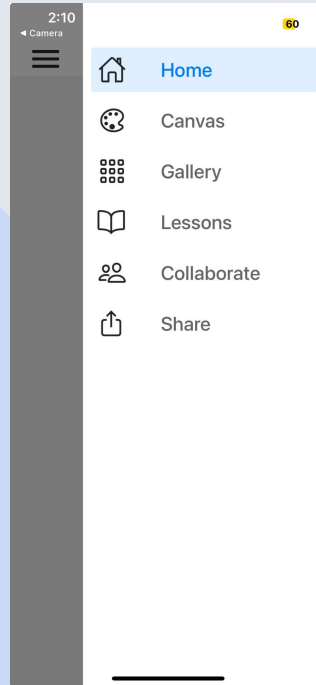 2:10
◀ Camera
60
Home
Canvas
Gallery
Lessons
Collaborate
Share